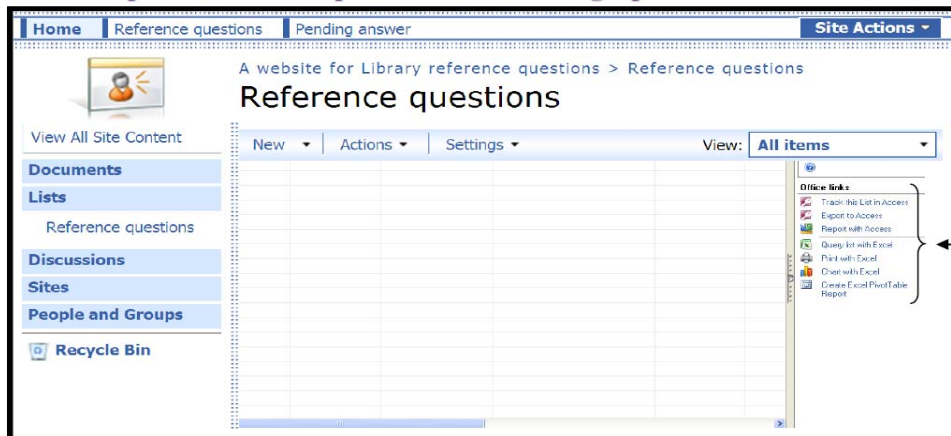 Home Reference questions Pending answer Site Actions
A website for Library reference questions > Reference questions
Reference questions
View All Site Content
New Actions Settings View: All items
Documents
Lists
Reference questions
Discussions
Sites
People and Groups
Recycle Bin
Office links
Track this List in Access
Export to Access
Report with Access
Query list with Excel
Print with Excel
Chart with Excel
Create Excel PivotTable
Report